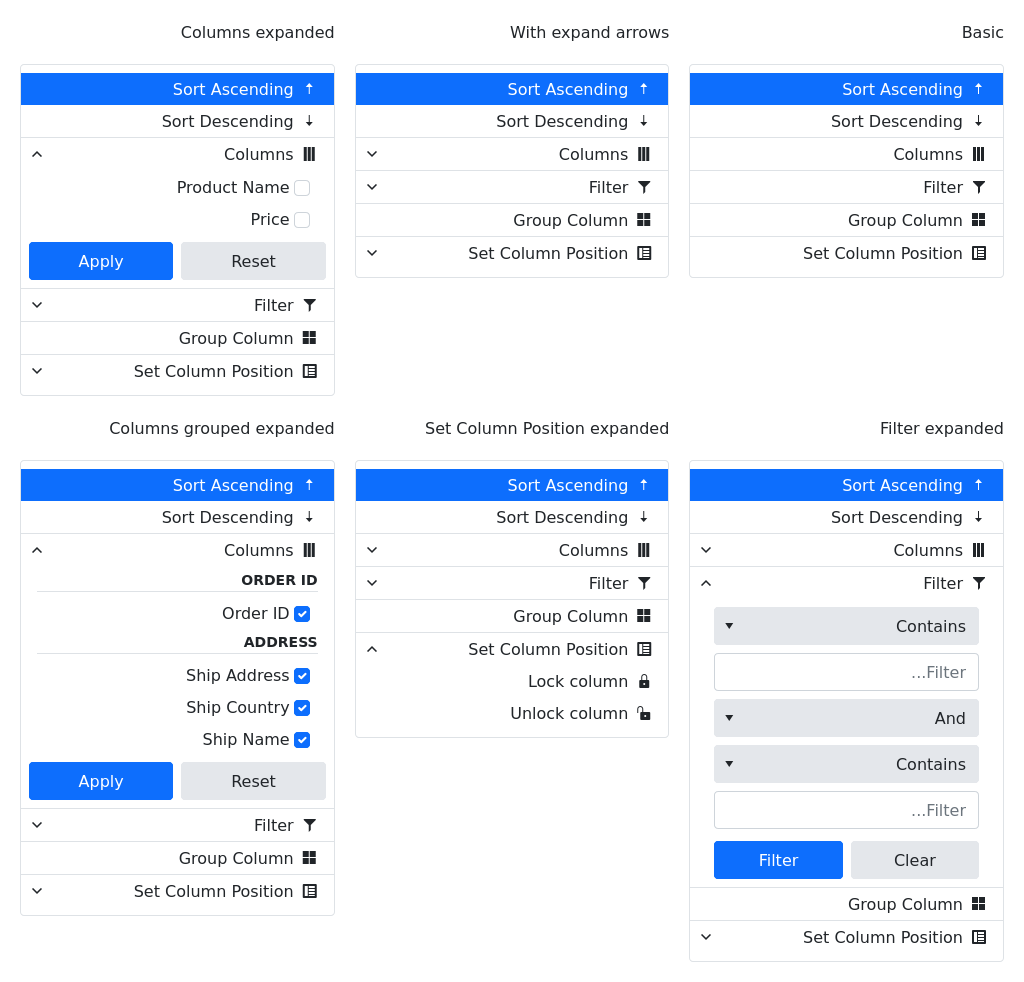 Basic
Sort Ascending
Sort Descending
Columns
Filter
Group Column
Set Column Position
With expand arrows
Sort Ascending
Sort Descending
Columns
Filter
Group Column
Set Column Position
Columns expanded
Sort Ascending
Sort Descending
Columns
Product Name
Price
Apply Reset
Filter
Group Column
Set Column Position
Filter expanded
Sort Ascending
Sort Descending
Columns
Filter
Contains
...Filter
And
Contains
...Filter
Filter Clear
Group Column
Set Column Position
Set Column Position expanded
Sort Ascending
Sort Descending
Columns
Filter
Group Column
Set Column Position
Lock column
Unlock column
Columns grouped expanded
Sort Ascending
Sort Descending
Columns
ORDER ID
Order ID
ADDRESS
Ship Address
Ship Country
Ship Name
Apply Reset
Filter
Group Column
Set Column Position